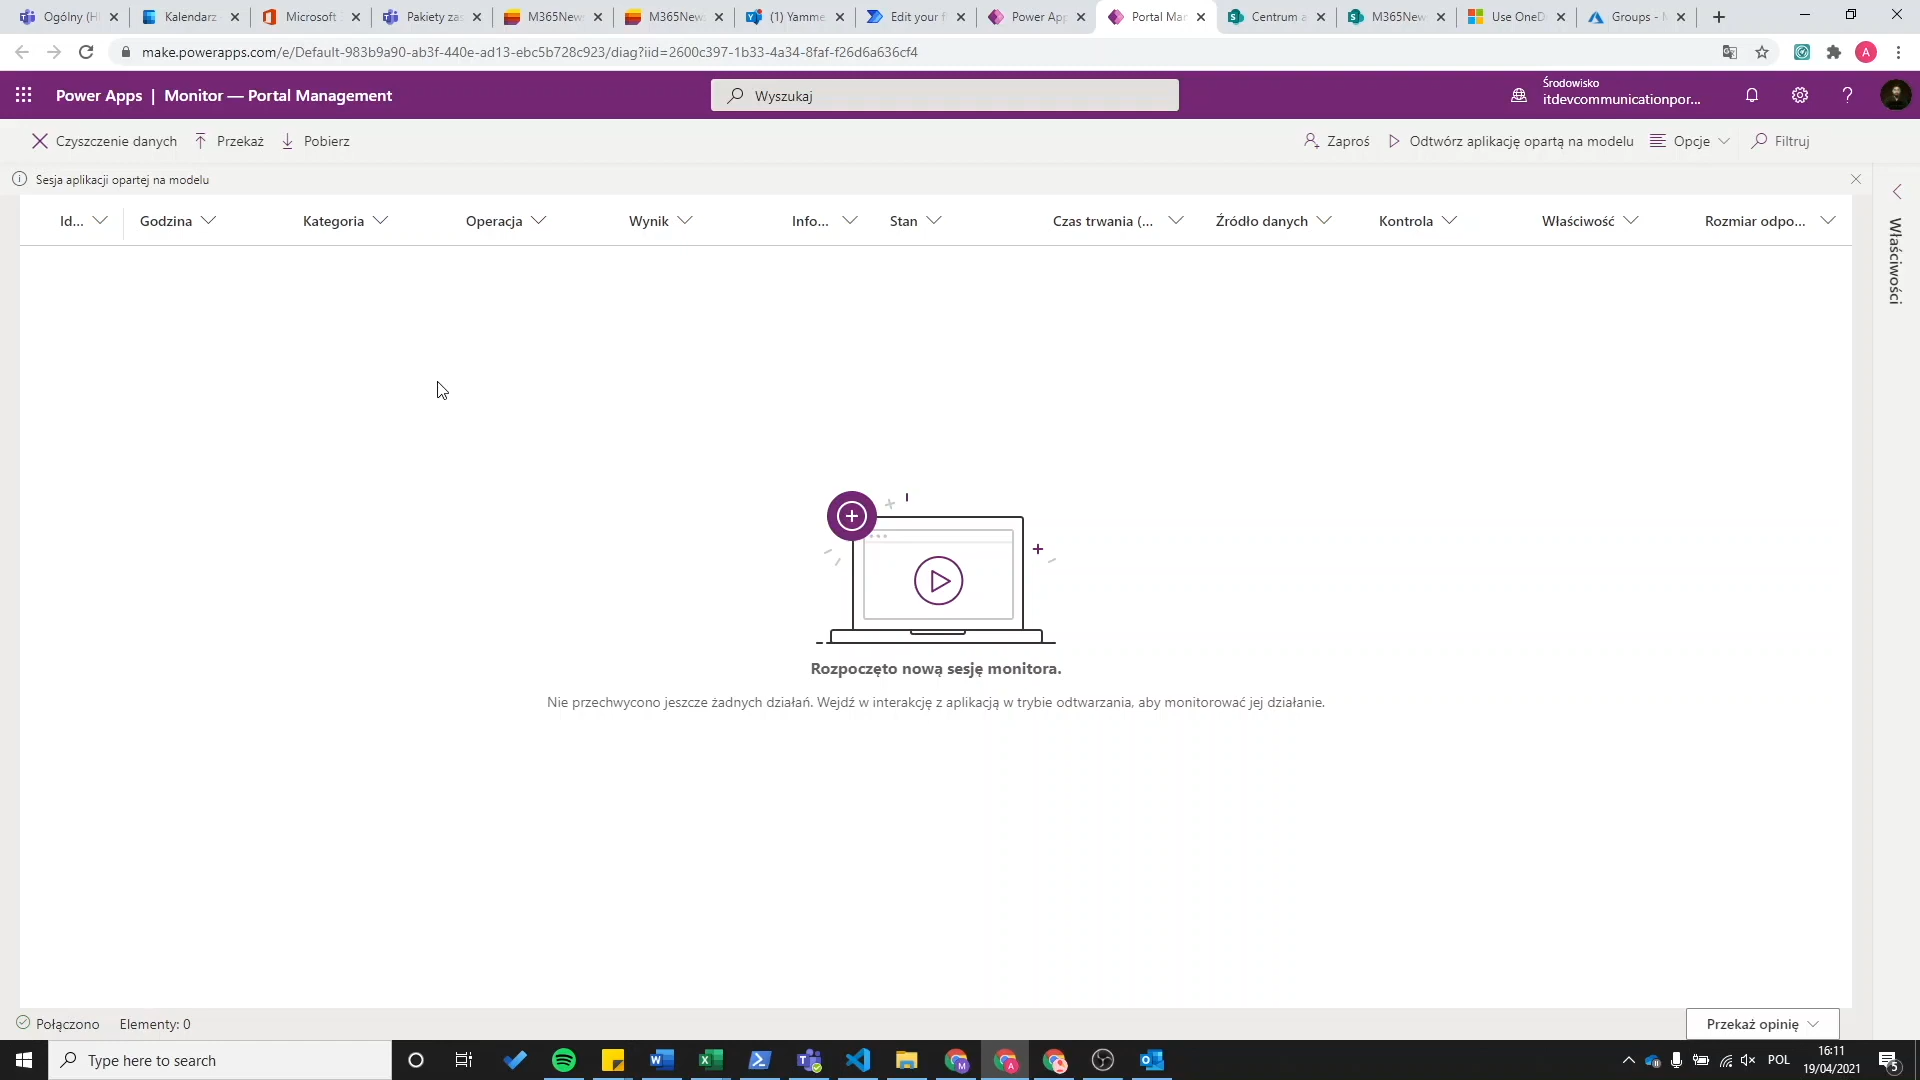 Ogólny (H
Kalendarz
Microsoft
Pakiety zas
M365New
M365New
(1) Yamme
Edit your f
Power App
Portal Man
Centrum a
M365New
Use OneD
Groups - M
make.powerapps.com/e/Default-983b9a90-ab3f-440e-ad13-ebc5b728c923/diag?iid=2600c397-1b33-4a34-8faf-f26d6a636cf4
A
Power Apps | Monitor — Portal Management
Wyszukaj
Środowisko
itdevcommunicationpor...
Czyszczenie danych
Przekaż
Pobierz
Zaproś
Odtwórz aplikację opartą na modelu
Opcje
Filtruj
Sesja aplikacji opartej na modelu
Id...
Godzina
Kategoria
Operacja
Wynik
Info...
Stan
Czas trwania (...
Źródło danych
Kontrola
Właściwość
Rozmiar odpo...
Właściwości
Rozpoczęto nową sesję monitora.
Nie przechwycono jeszcze żadnych działań. Wejdź w interakcję z aplikacją w trybie odtwarzania, aby monitorować jej działanie.
Połączono
Elementy: 0
Przekaż opinię
Type here to search
POL
16:11
19/04/2021
5